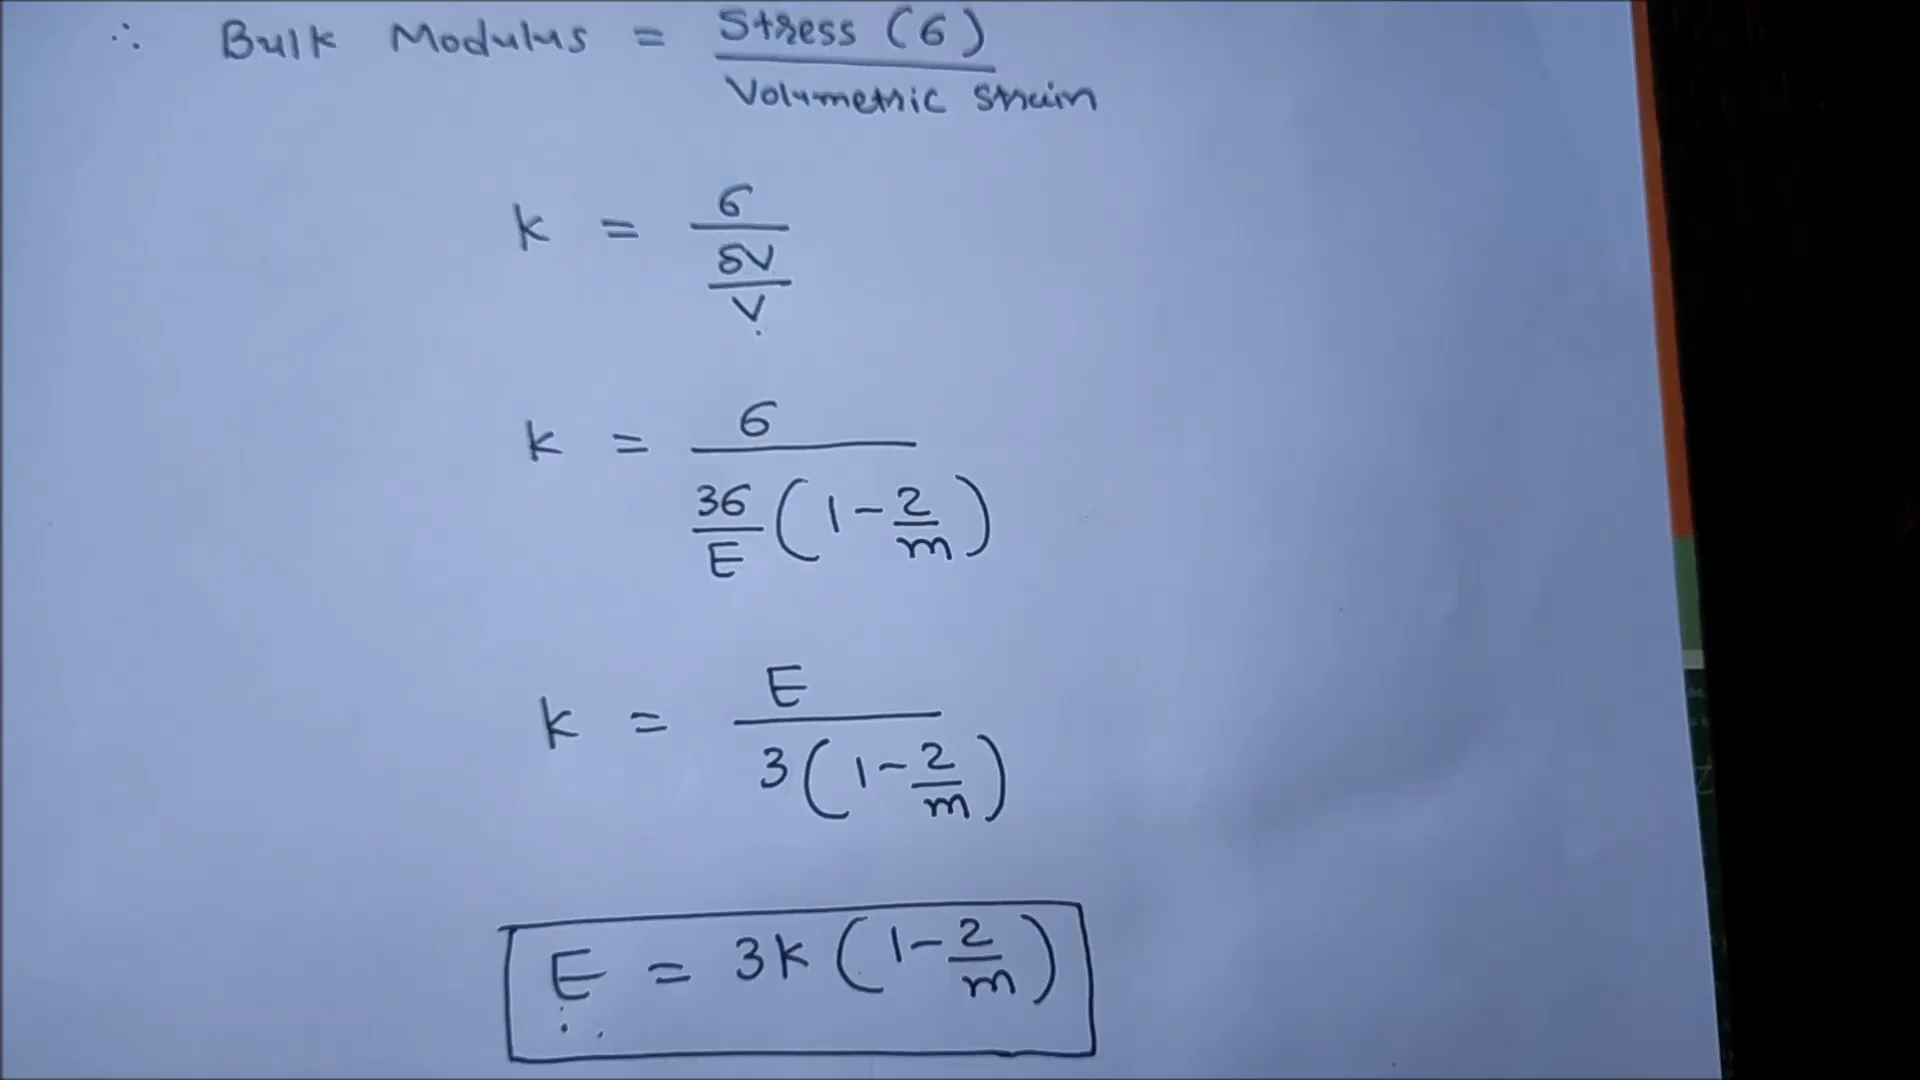 ∴ Bulk Modulus = Stress (σ) / Volumetric strain
k = σ / (δV / V)
k = σ / (3σ/E (1 - 2/m))
k = E / (3 (1 - 2/m))
E = 3k (1 - 2/m)